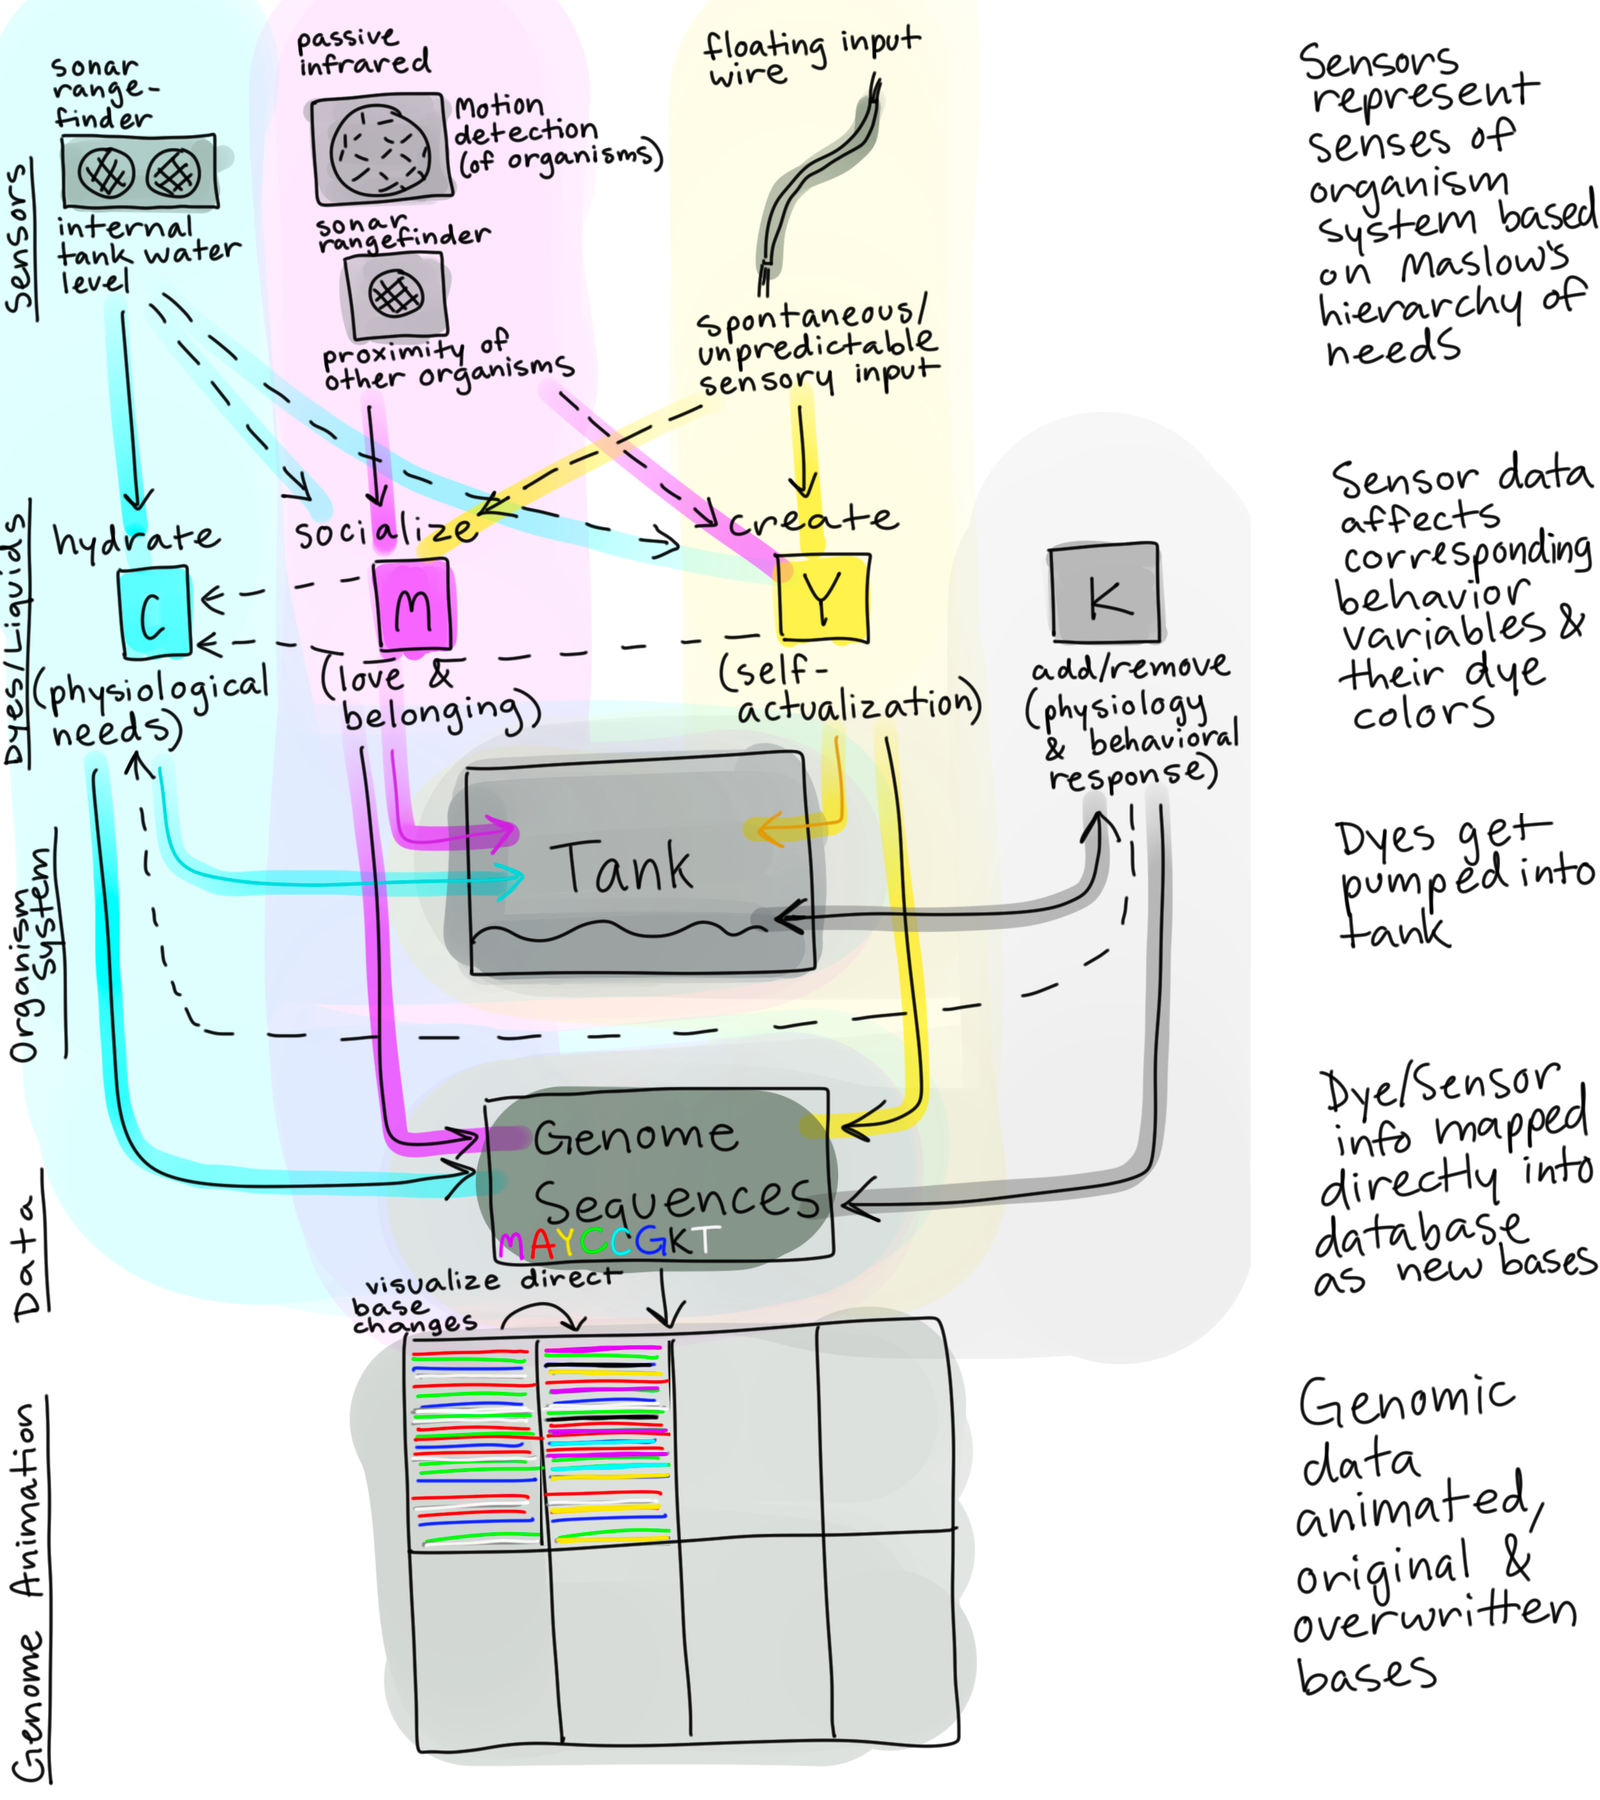 sonar
range-
finder
internal
tank water
level
passive
infrared
Motion
detection
(of organisms)
sonar
rangefinder
proximity of
other organisms
floating input
wire
spontaneous/
unpredictable
sensory input
Sensors
Sensors
represent
senses of
organism
system based
on Maslow's
hierarchy of
needs
Dyes/Liquids
hydrate
C
(physiological
needs)
socialize
M
(love &
belonging)
create
Y
(self-
actualization)
K
add/remove
(physiology
& behavioral
response)
Sensor data
affects
corresponding
behavior
variables &
their dye
colors
Organism
System
Tank
Dyes get
pumped into
tank
Data
Genome
Sequences
MAYCCGKT
Dye/Sensor
info mapped
directly into
database
as new bases
visualize direct
base
changes
Genome Animation
Genomic
data
animated,
original &
overwritten
bases